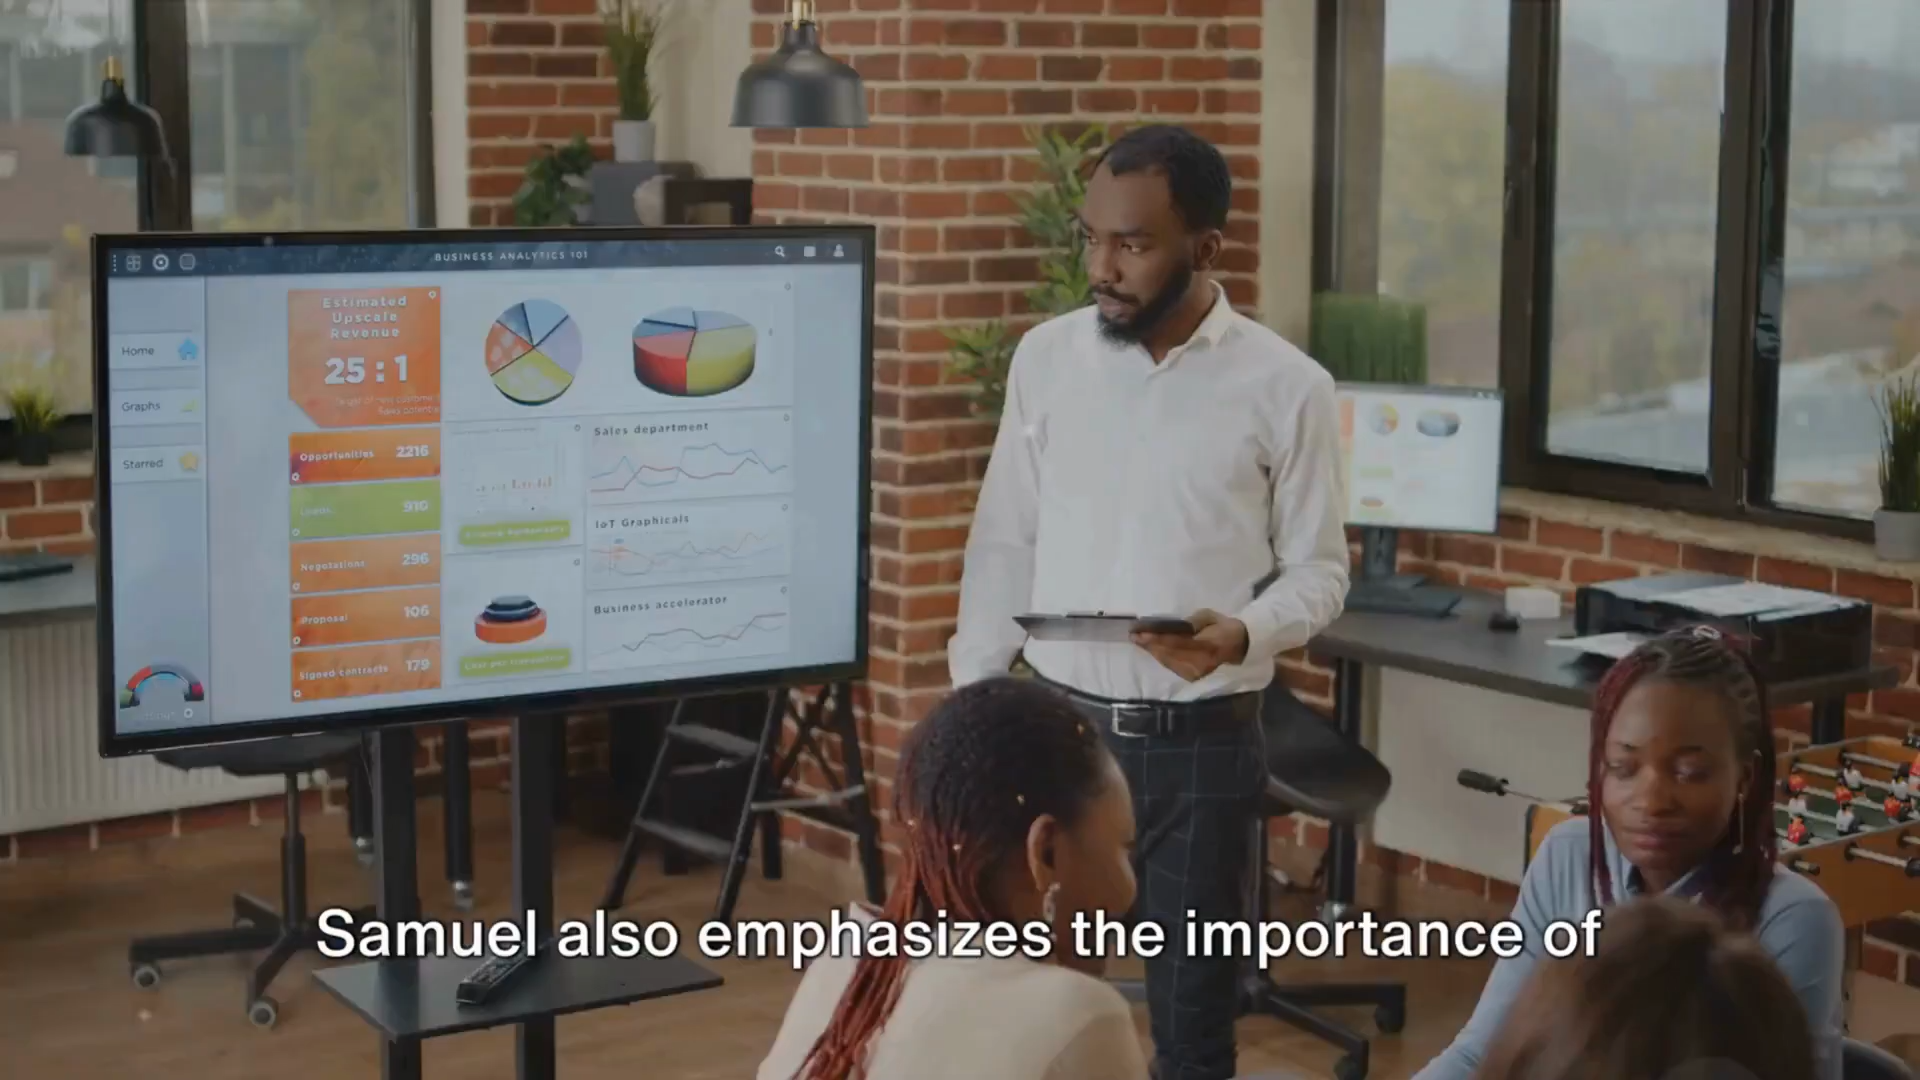 BUSINESS ANALYTICS 101
Estimated
Upscale
Revenue
25:1
Home
Graphs
Starred
Opportunities 2216
Leads 910
Negotiations 296
Proposal 106
Signed contracts 179
Sales department
IoT Graphicals
Business accelerator
Samuel also emphasizes the importance of